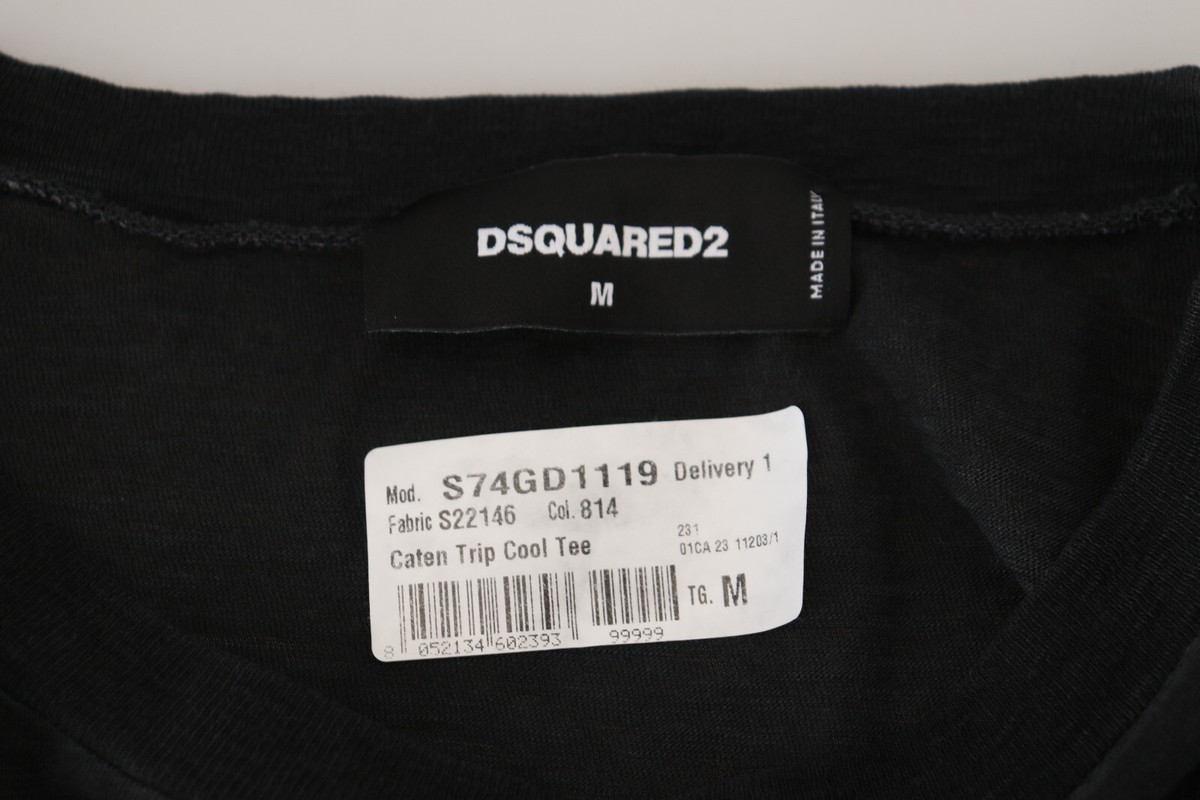 DSQUARED2
M
MADE IN ITALY
Mod. S74GD1119 Delivery 1
Fabric S22146 Col. 814
231
Caten Trip Cool Tee 01CA 23 11203/1
TG. M
8 052134 602393 99999